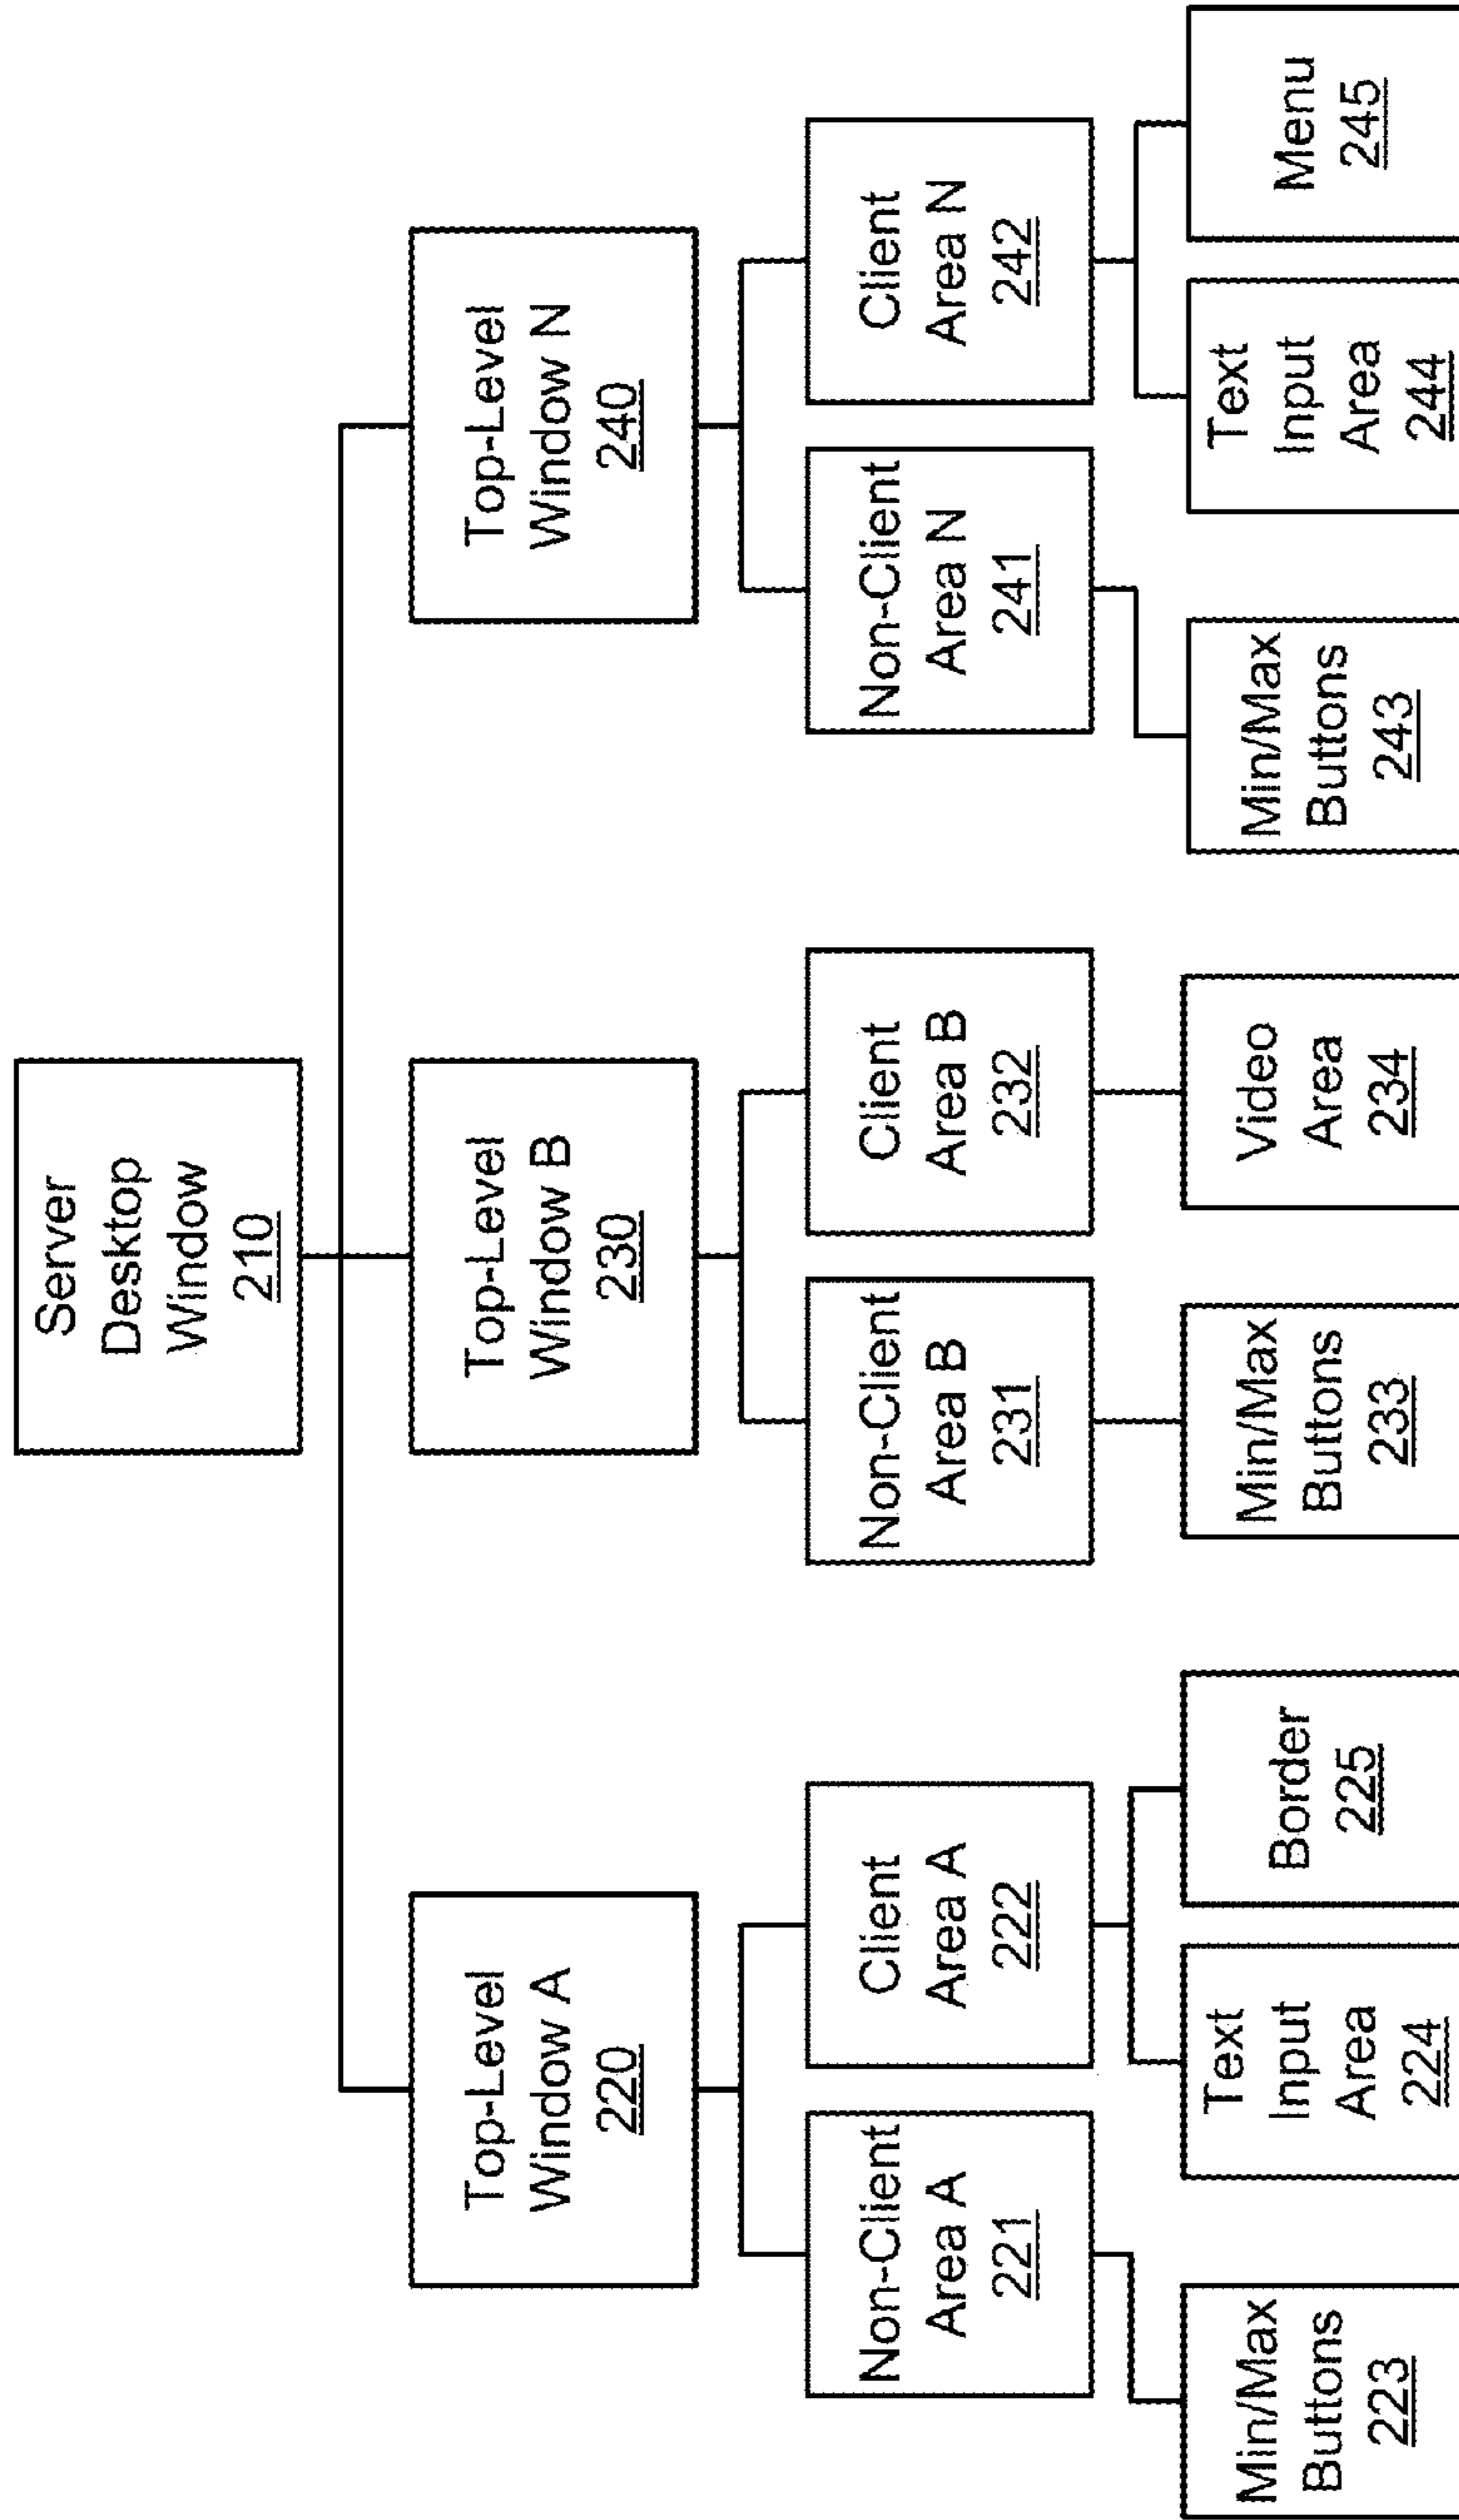 Server
Desktop
Window
210
Top-Level
Window A
220
Top-Level
Window B
230
Top-Level
Window N
240
Non-Client
Area A
221
Client
Area A
222
Non-Client
Area B
231
Client
Area B
232
Non-Client
Area N
241
Client
Area N
242
Min/Max
Buttons
223
Text
Input
Area
224
Border
225
Min/Max
Buttons
233
Video
Area
234
Min/Max
Buttons
243
Text
Input
Area
244
Menu
245